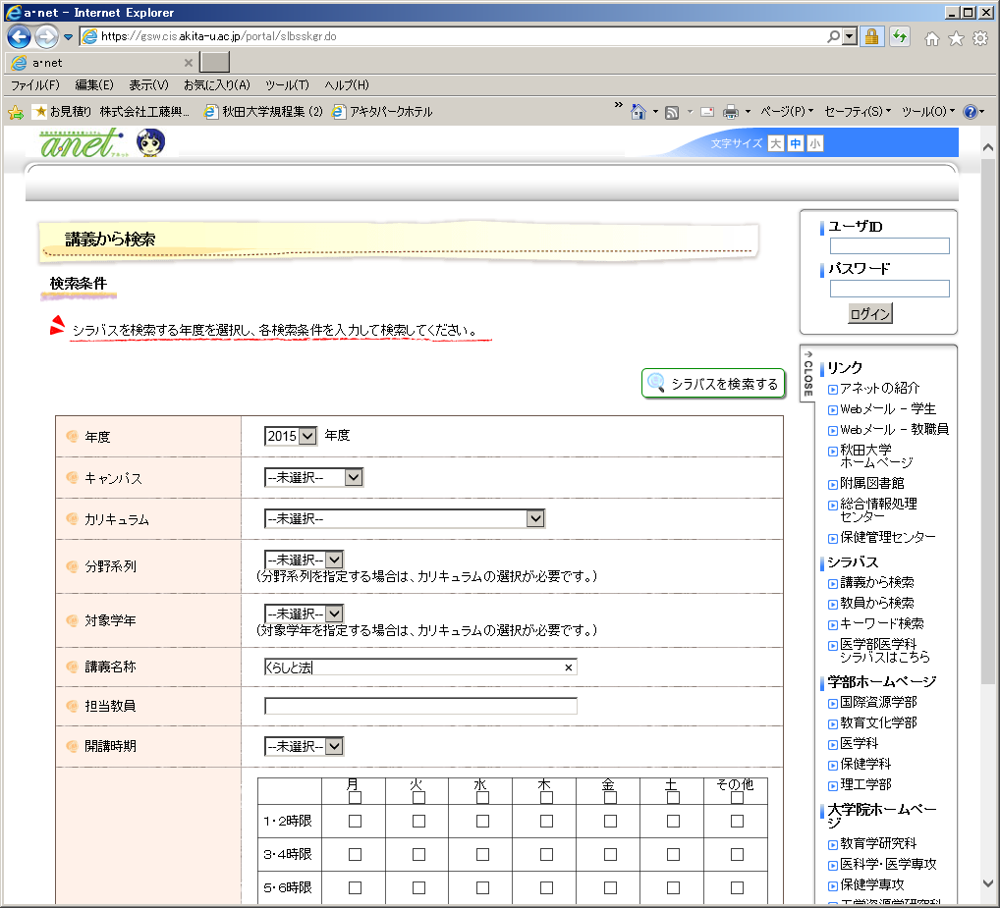 a・net - Internet Explorer
https://gsw.cis.akita-u.ac.jp/portal/slbsskgr.do
a・net
ファイル(F) 編集(E) 表示(V) お気に入り(A) ツール(T) ヘルプ(H)
お見積り 株式会社工藤興... 秋田大学規程集 (2) アキタパークホテル » ページ(P) セーフティ(S) ツール(O)
a.net アネット
文字サイズ 大 中 小
講義から検索
検索条件
シラバスを検索する年度を選択し、各検索条件を入力して検索してください。
シラバスを検索する
年度 2015 年度
キャンパス --未選択--
カリキュラム --未選択--
分野系列 --未選択--
(分野系列を指定する場合は、カリキュラムの選択が必要です。)
対象学年 --未選択--
(対象学年を指定する場合は、カリキュラムの選択が必要です。)
講義名称 くらしと法 ×
担当教員
開講時期 --未選択--
月 火 水 木 金 土 その他
1・2時限
3・4時限
5・6時限
ユーザID
パスワード
ログイン
CLOSE
リンク
アネットの紹介
Webメール - 学生
Webメール - 教職員
秋田大学
ホームページ
附属図書館
総合情報処理
センター
保健管理センター
シラバス
講義から検索
教員から検索
キーワード検索
医学部医学科
シラバスはこちら
学部ホームページ
国際資源学部
教育文化学部
医学科
保健学科
理工学部
大学院ホームペー
ジ
教育学研究科
医科学・医学専攻
保健学専攻
工学資源学研究科